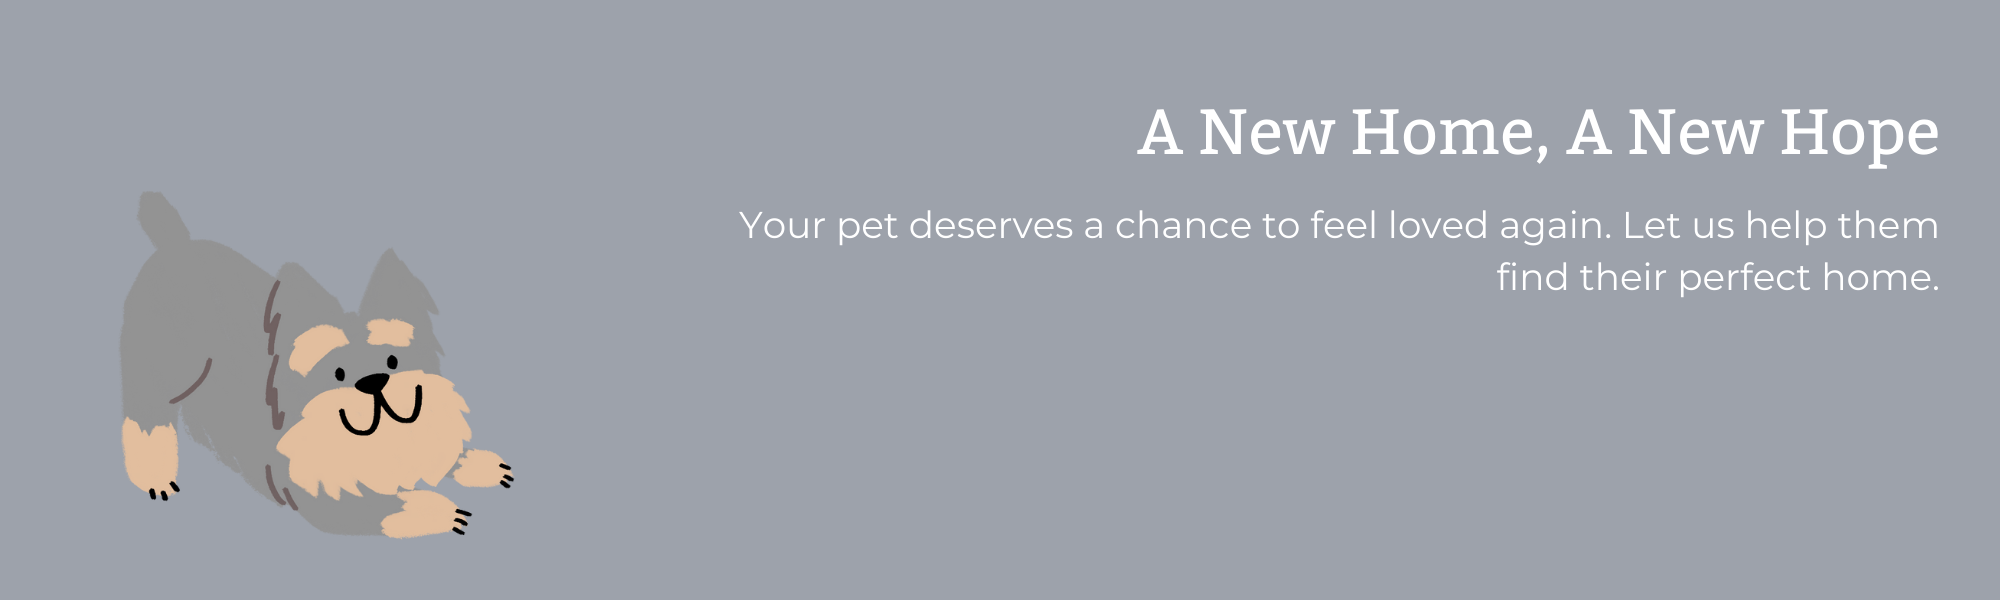 A New Home, A New Hope
Your pet deserves a chance to feel loved again. Let us help them
find their perfect home.